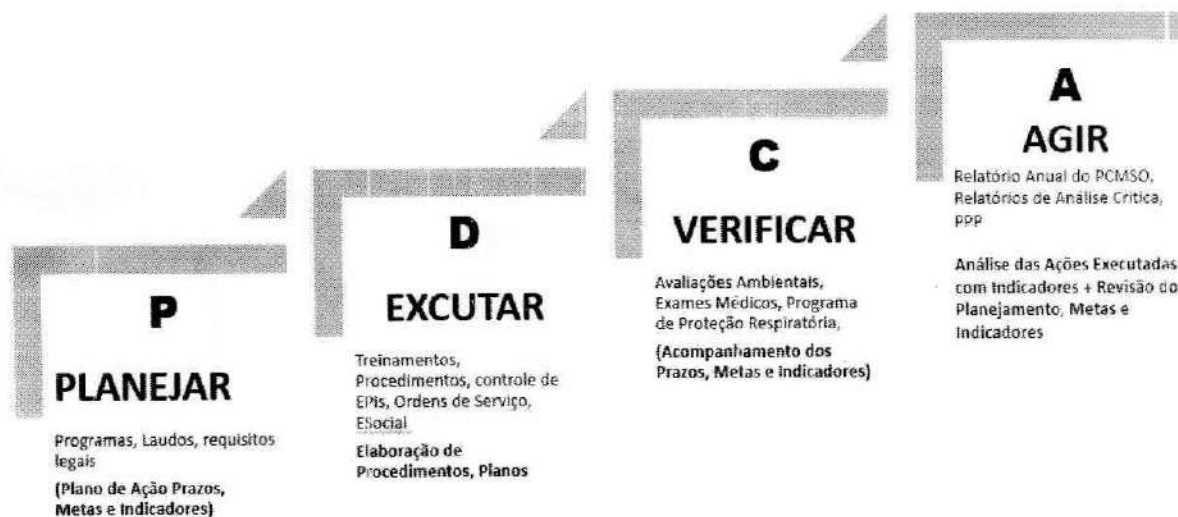 P
PLANEJAR
Programas, Laudos, requisitos
legais
(Plano de Ação Prazos,
Metas e Indicadores)
D
EXCUTAR
Treinamentos,
Procedimentos, controle de
EPIs, Ordens de Serviço,
ESocial
Elaboração de
Procedimentos, Planos
C
VERIFICAR
Avaliações Ambientais,
Exames Médicos, Programa
de Proteção Respiratória,
(Acompanhamento dos
Prazos, Metas e Indicadores)
A
AGIR
Relatório Anual do PCMSO,
Relatórios de Análise Critica,
PPP
Análise das Ações Executadas
com Indicadores + Revisão do
Planejamento, Metas e
Indicadores